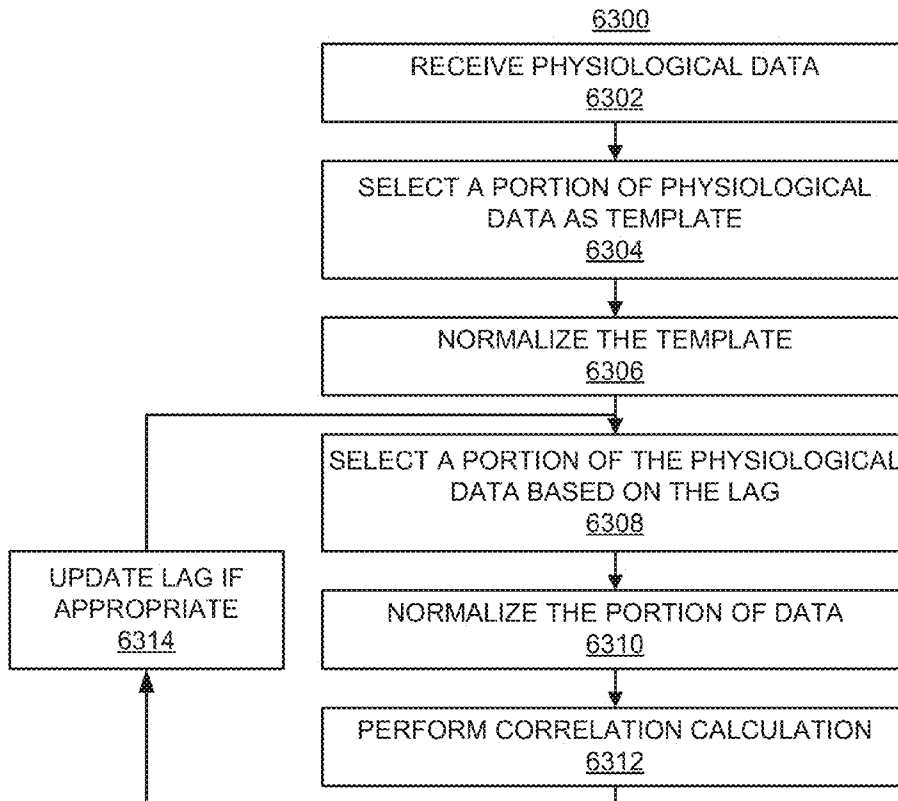 6300
RECEIVE PHYSIOLOGICAL DATA
6302
SELECT A PORTION OF PHYSIOLOGICAL
DATA AS TEMPLATE
6304
NORMALIZE THE TEMPLATE
6306
SELECT A PORTION OF THE PHYSIOLOGICAL
DATA BASED ON THE LAG
6308
NORMALIZE THE PORTION OF DATA
6310
PERFORM CORRELATION CALCULATION
6312
UPDATE LAG IF
APPROPRIATE
6314